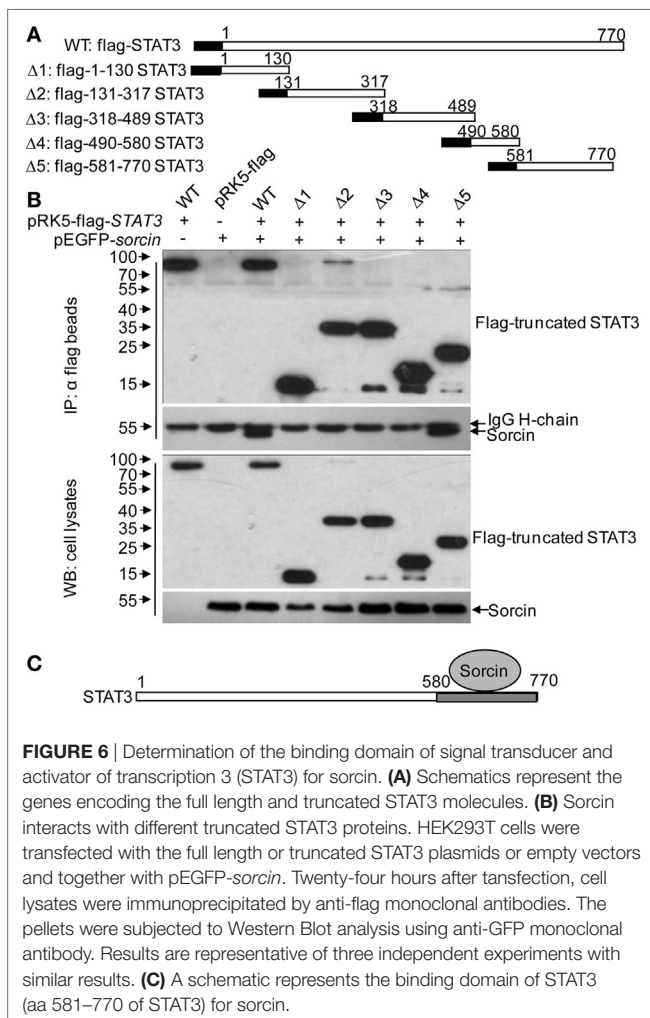 A
1
WT: flag-STAT3
770
1 130
Δ1: flag-1-130 STAT3
131 317
Δ2: flag-131-317 STAT3
318 489
Δ3: flag-318-489 STAT3
490 580
Δ4: flag-490-580 STAT3
581 770
Δ5: flag-581-770 STAT3
B
WT pRK5-flag WT Δ1 Δ2 Δ3 Δ4 Δ5
pRK5-flag-STAT3 + - + + + + + +
pEGFP-sorcin - + + + + + + +
IP: α flag beads
100
70
55
40
35
25
15
Flag-truncated STAT3
55
IgG H-chain
Sorcin
WB: cell lysates
100
70
55
40
35
25
15
Flag-truncated STAT3
55
Sorcin
C
Sorcin
1 580 770
STAT3
FIGURE 6 | Determination of the binding domain of signal transducer and
activator of transcription 3 (STAT3) for sorcin. (A) Schematics represent the
genes encoding the full length and truncated STAT3 molecules. (B) Sorcin
interacts with different truncated STAT3 proteins. HEK293T cells were
transfected with the full length or truncated STAT3 plasmids or empty vectors
and together with pEGFP-sorcin. Twenty-four hours after tansfection, cell
lysates were immunoprecipitated by anti-flag monoclonal antibodies. The
pellets were subjected to Western Blot analysis using anti-GFP monoclonal
antibody. Results are representative of three independent experiments with
similar results. (C) A schematic represents the binding domain of STAT3
(aa 581–770 of STAT3) for sorcin.